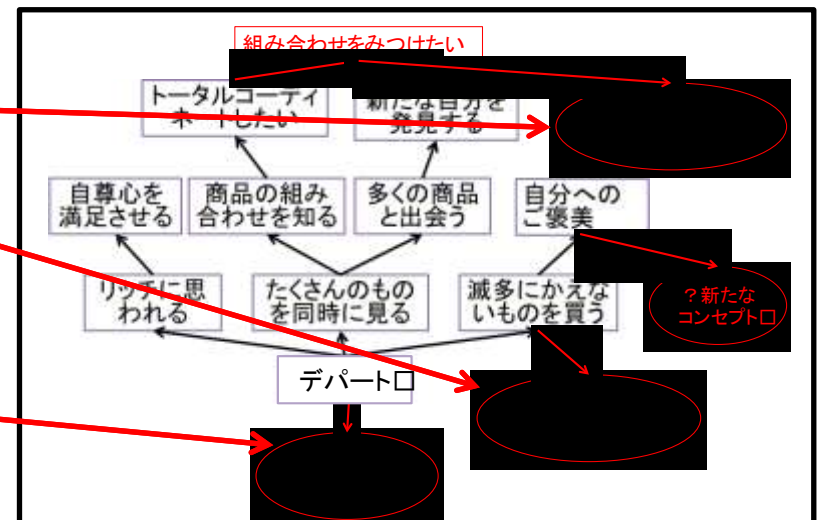 組み合わせをみつけたい
トータルコーディ
ネートしたい
新たな自分を
発見する
自尊心を
満足させる
商品の組み
合わせを知る
多くの商品
と出会う
自分への
ご褒美
リッチに思
われる
たくさんのもの
を同時に見る
滅多にかえな
いものを買う
?新たな
コンセプト□
デパート□